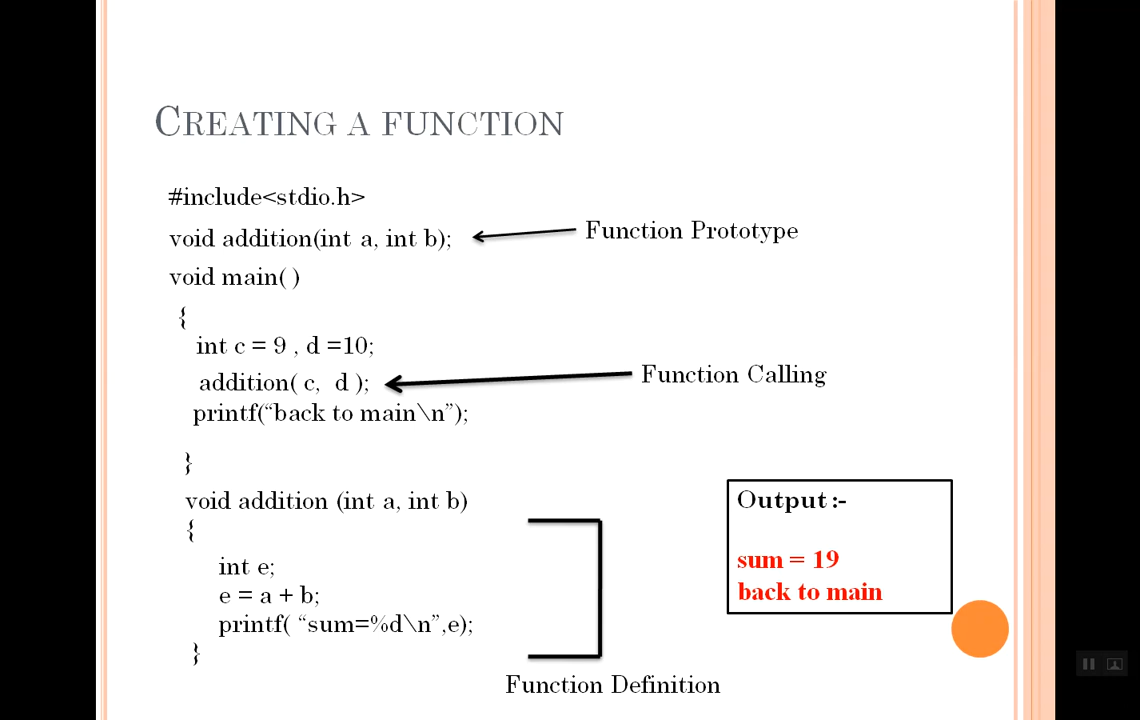 CREATING A FUNCTION
#include<stdio.h>
void addition(int a, int b);
Function Prototype
void main( )
{
int c = 9 , d =10;
addition( c, d );
Function Calling
printf(“back to main\n”);
}
void addition (int a, int b)
{
int e;
e = a + b;
printf( “sum=%d\n”,e);
}
Function Definition
Output :-
sum = 19
back to main